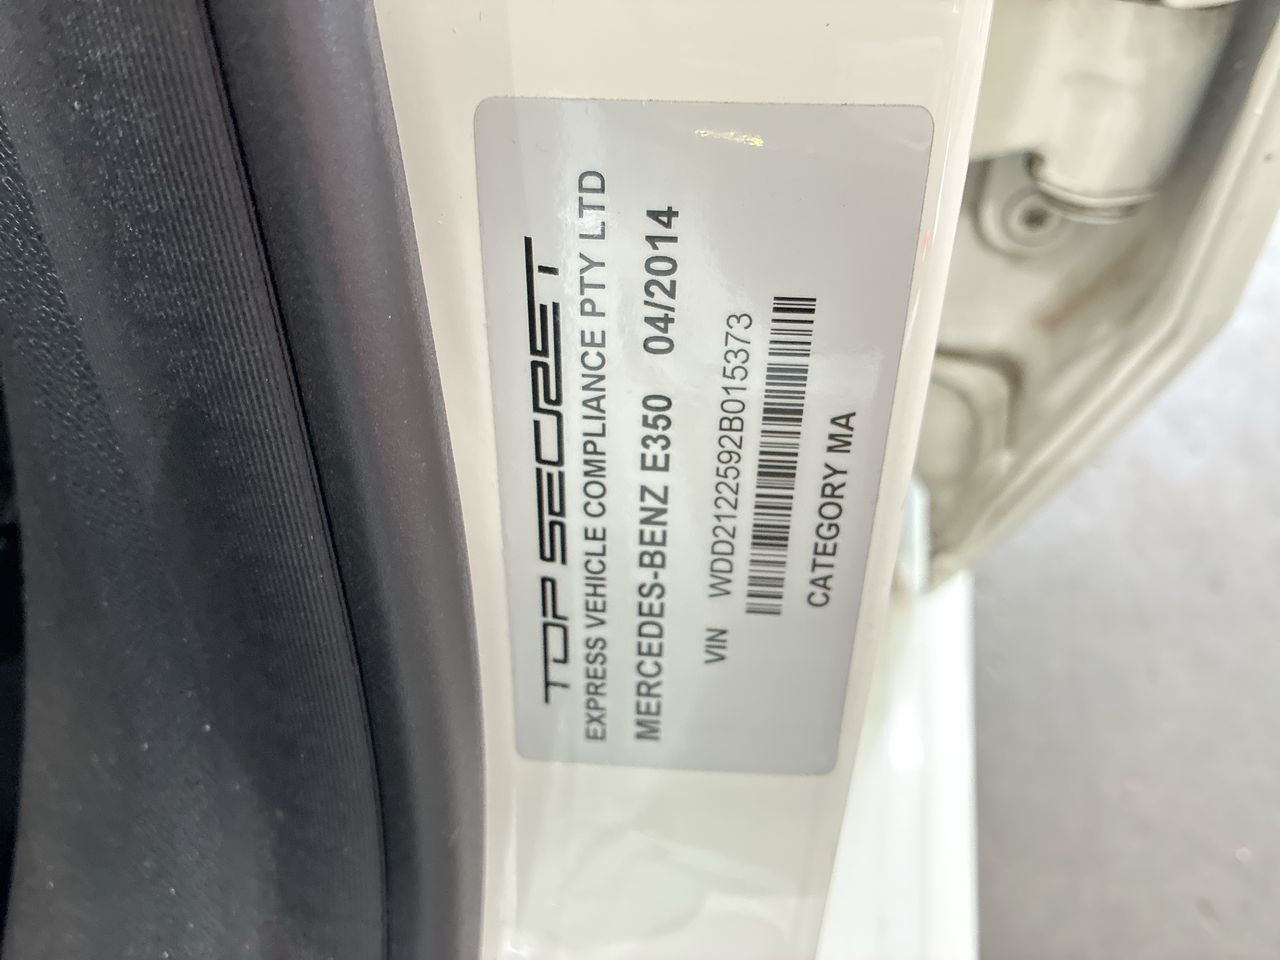 TOP SECRET
EXPRESS VEHICLE COMPLIANCE PTY LTD
MERCEDES-BENZ E350 04/2014
VIN WDD2122592B015373
CATEGORY MA